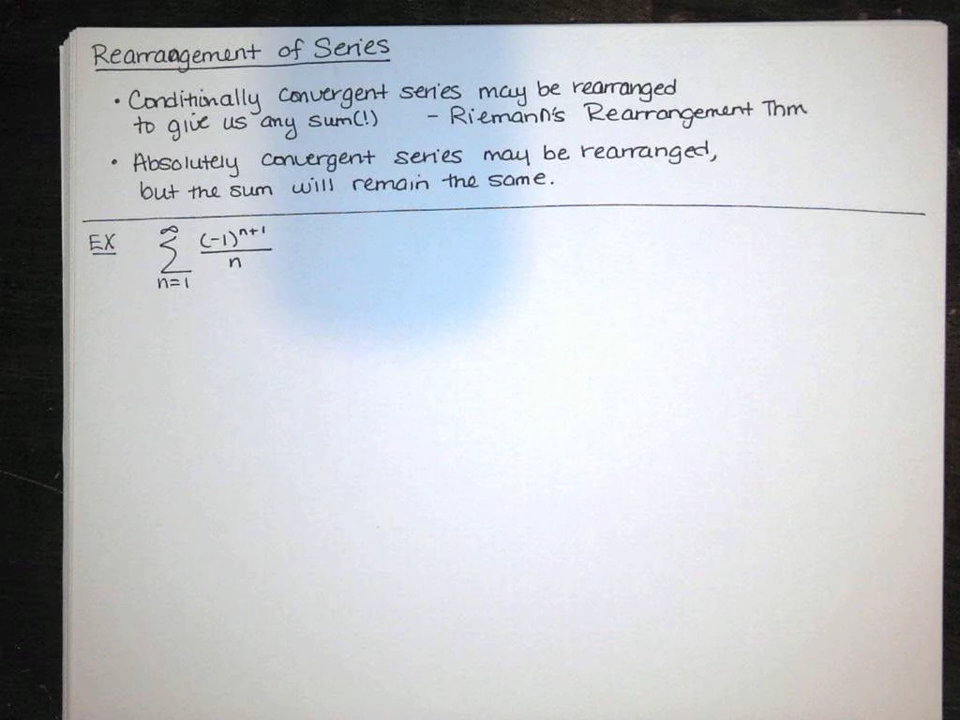 Rearrangement of Series
• Conditionally convergent series may be rearranged
to give us any sum(!) - Riemann's Rearrangement Thm
• Absolutely convergent series may be rearranged,
but the sum will remain the same.
EX ∞ ∑ n=1 (-1)^{n+1} / n